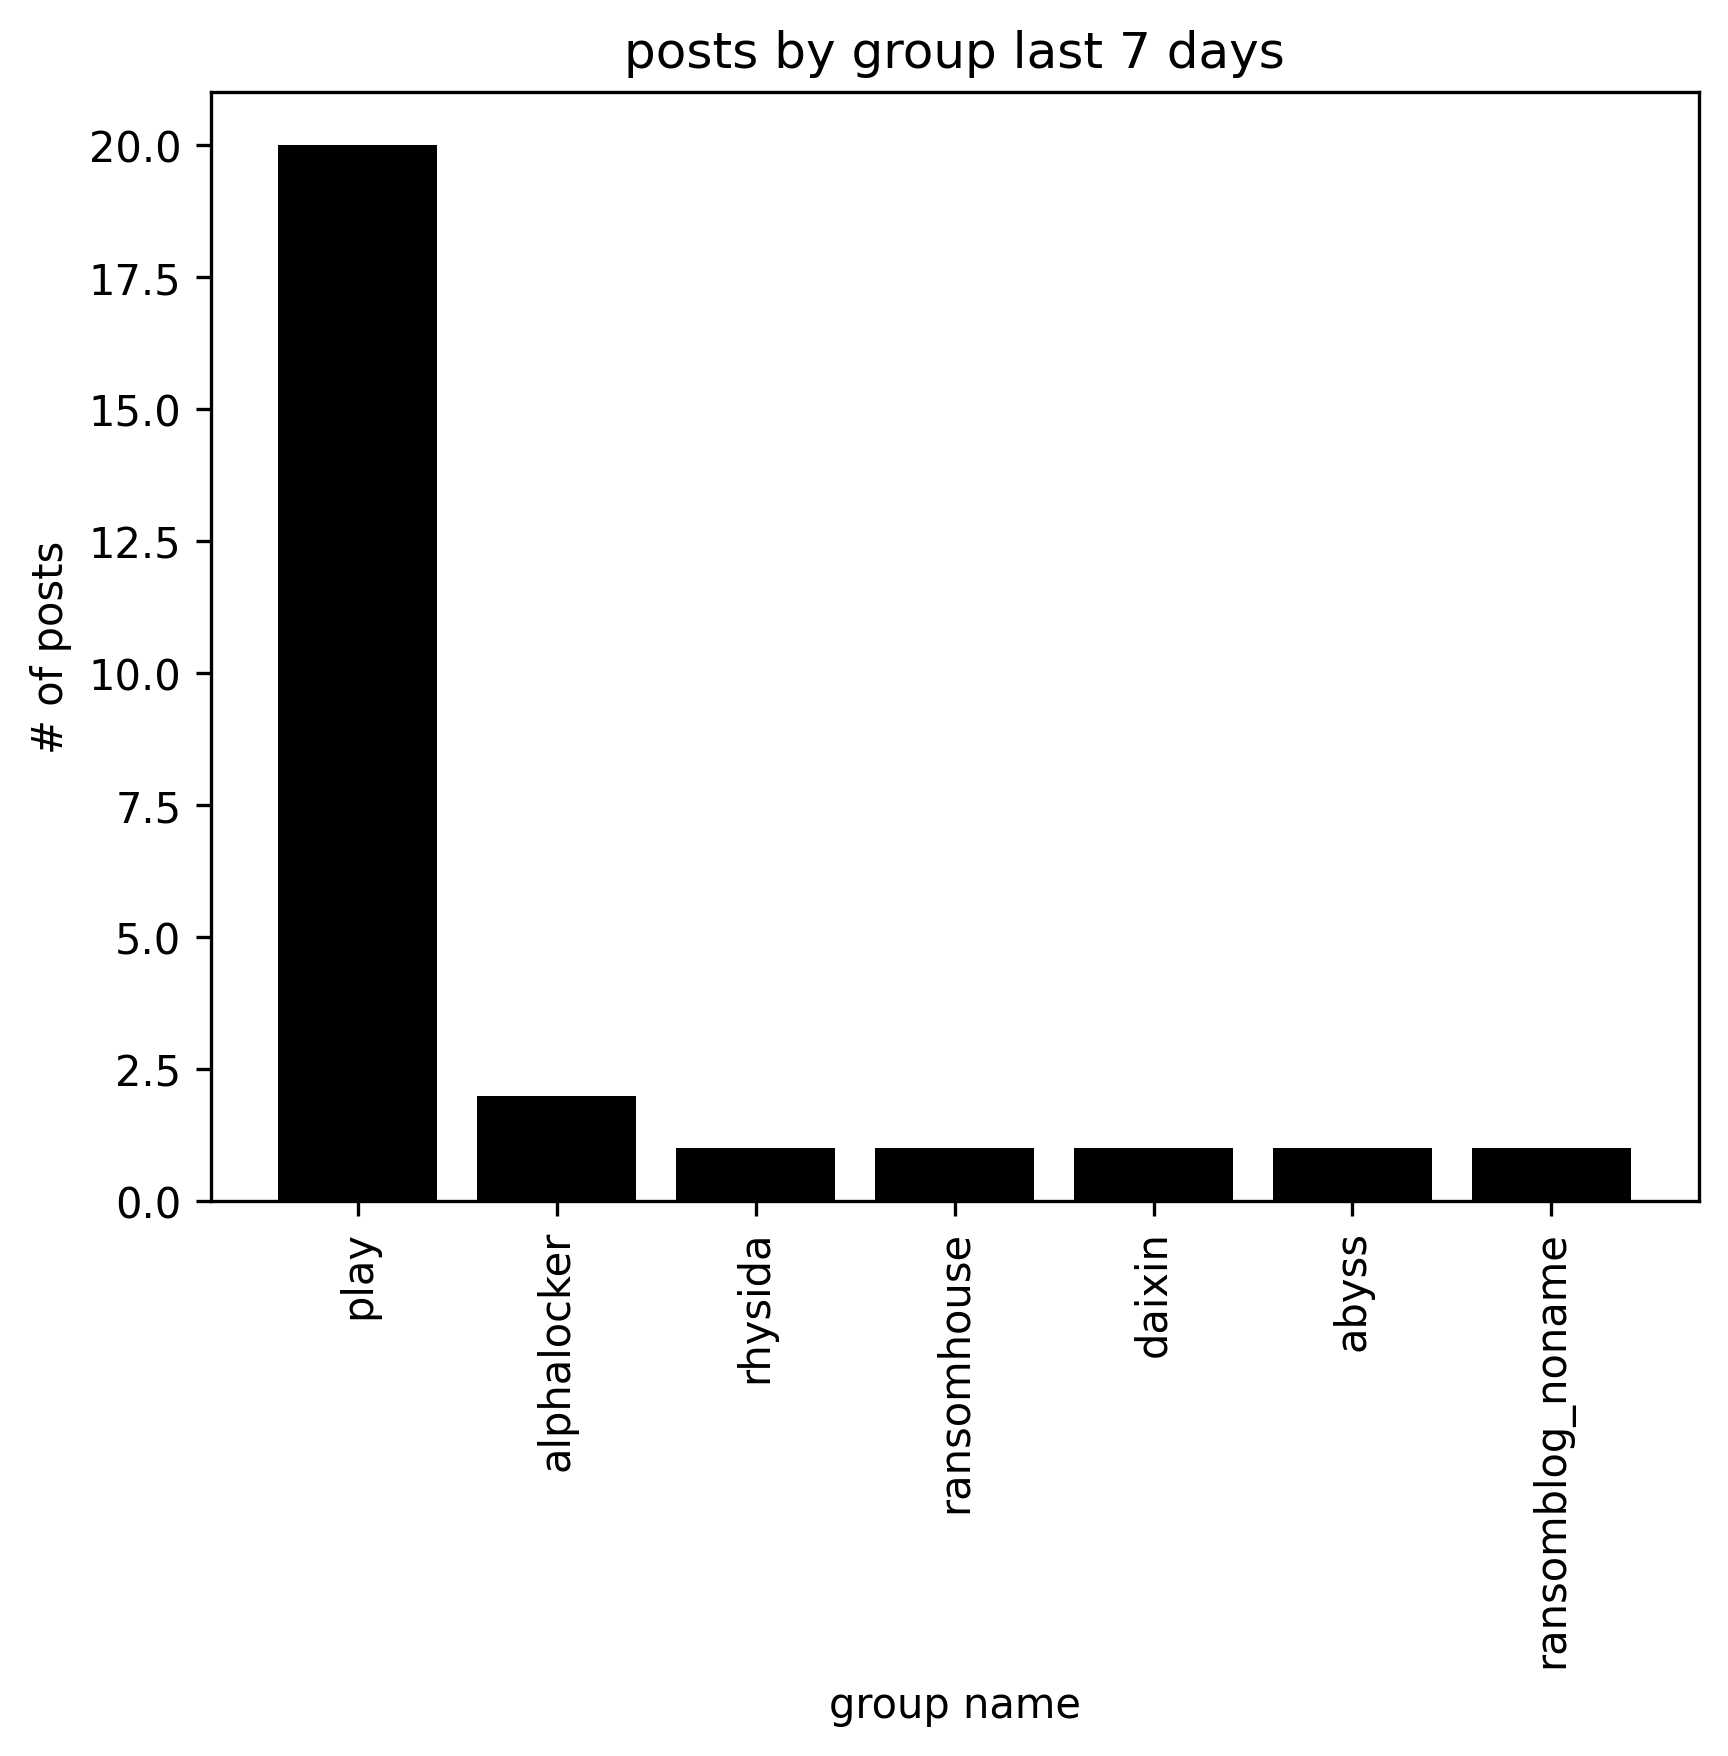 posts by group last 7 days
# of posts
20.0
17.5
15.0
12.5
10.0
7.5
5.0
2.5
0.0
play
alphalocker
rhysida
ransomhouse
daixin
abyss
ransomblog_noname
group name